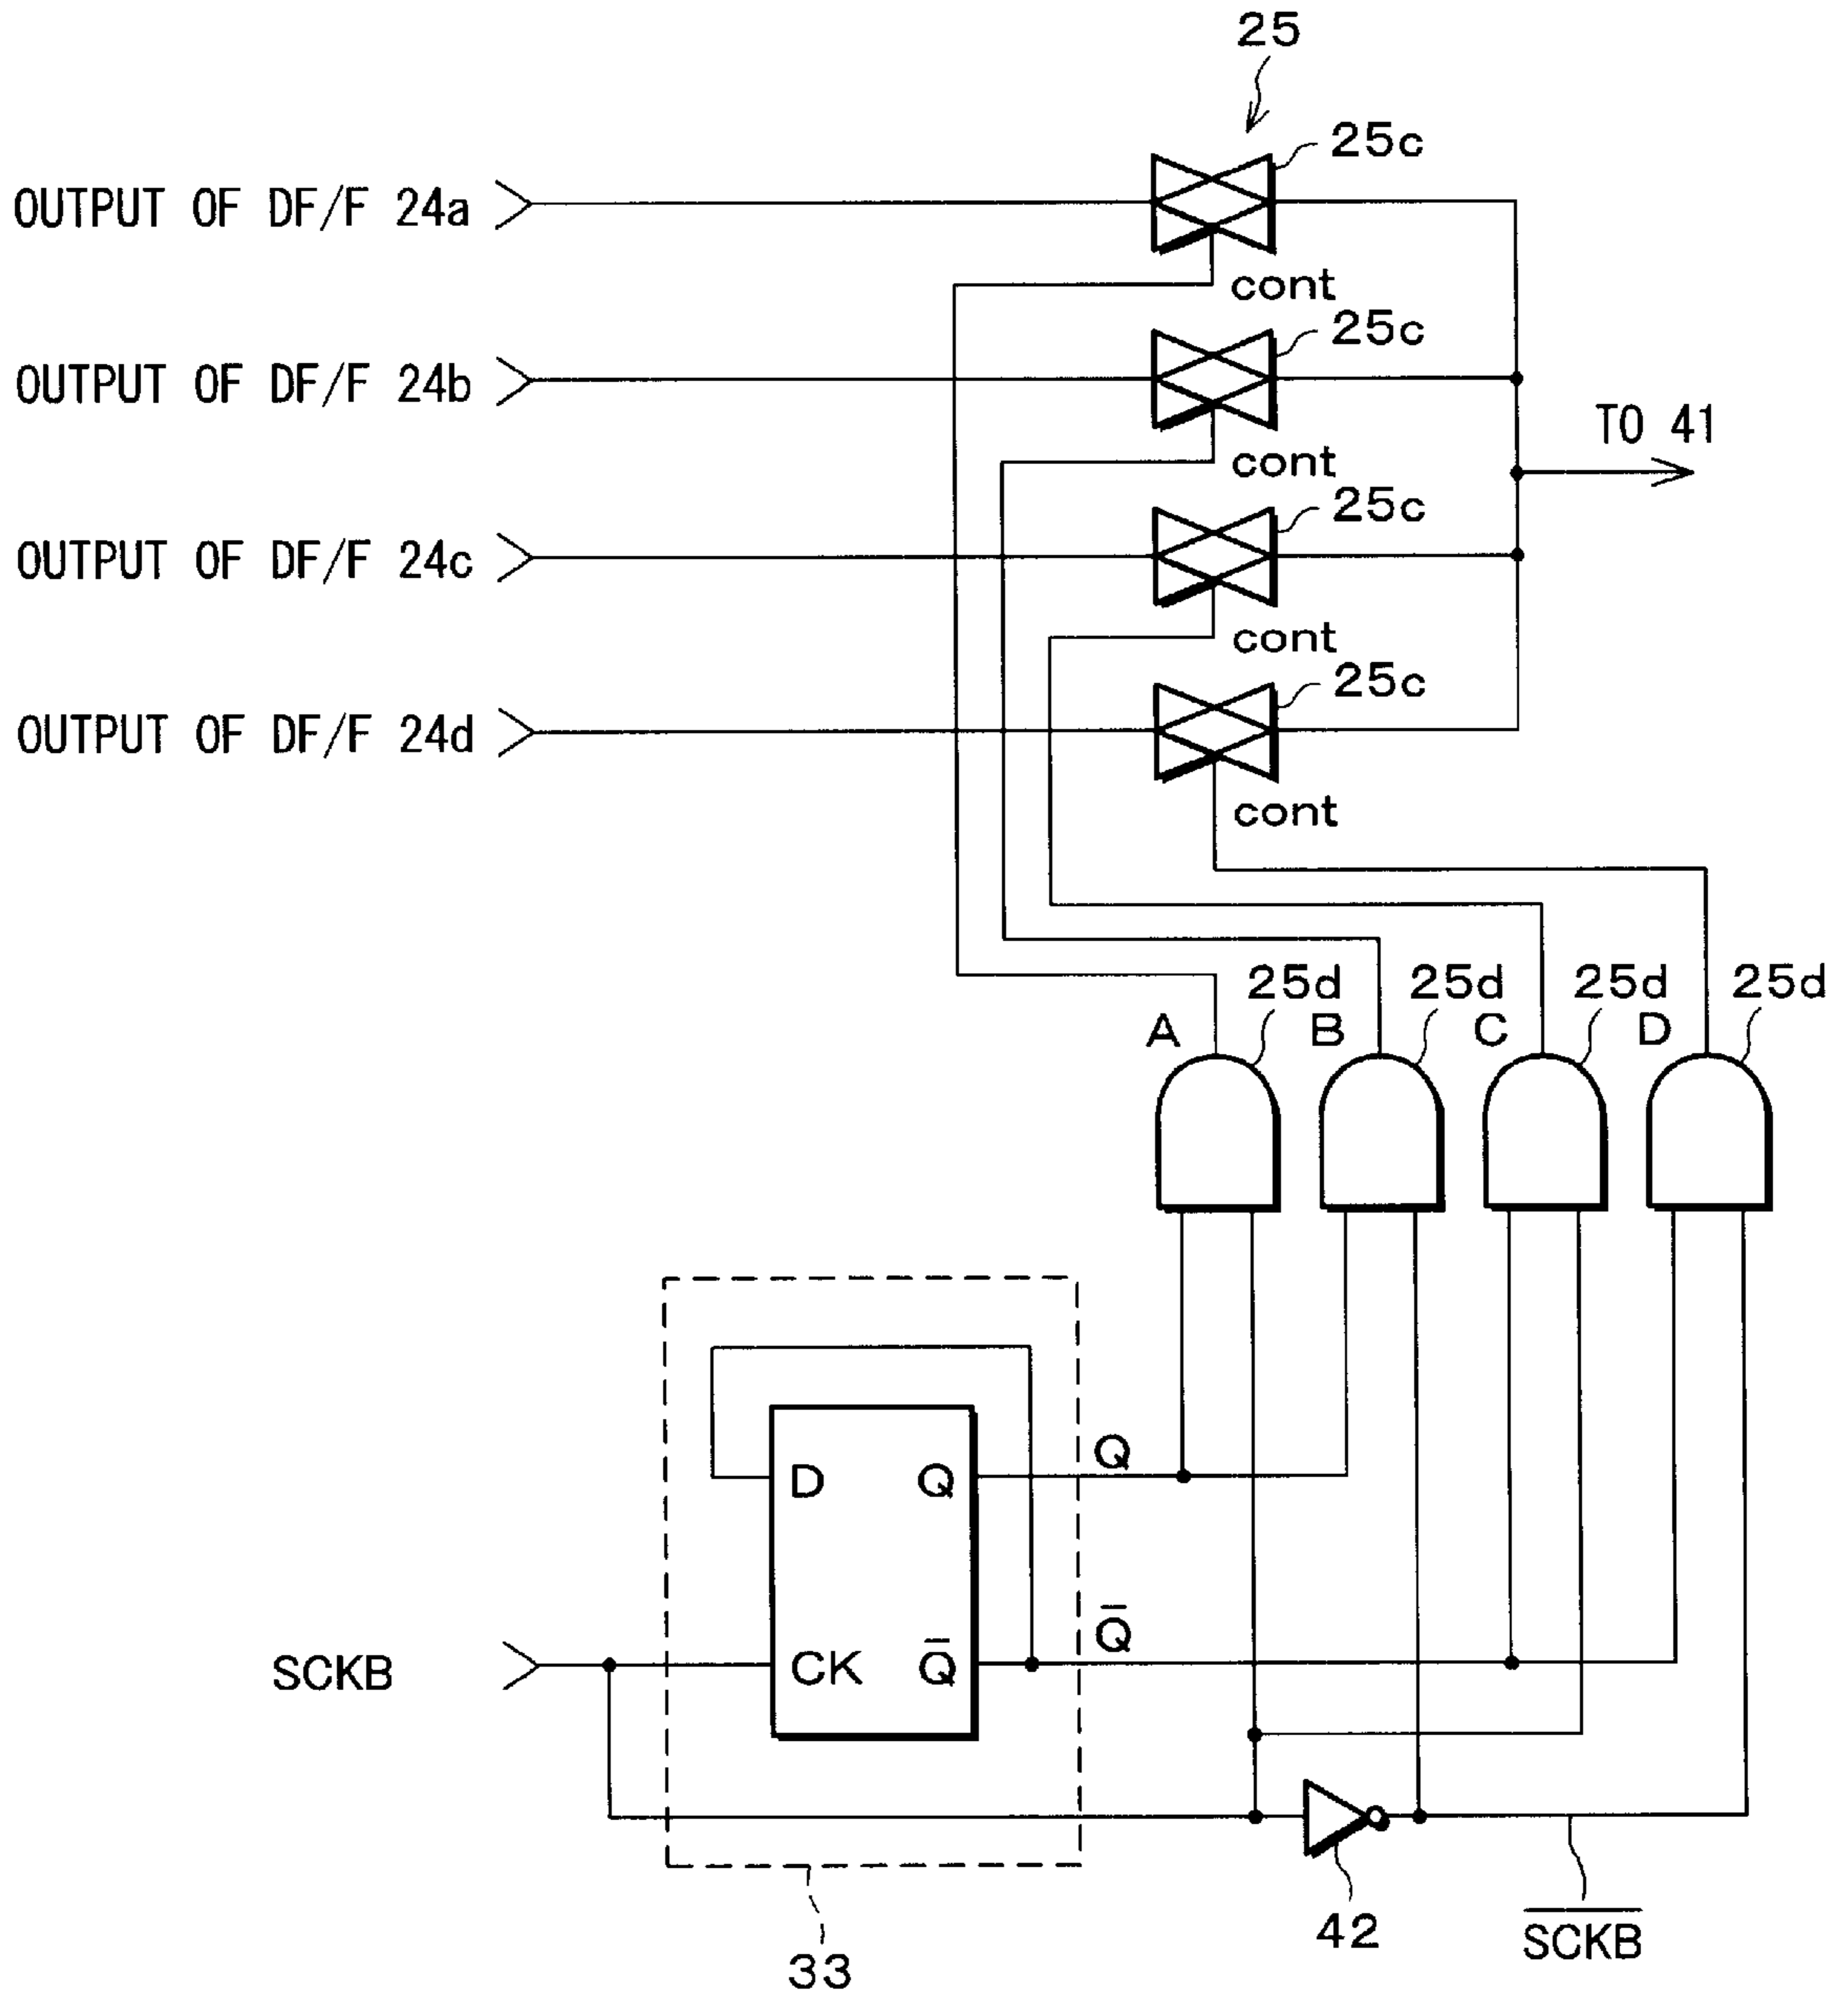 25
25c
OUTPUT OF DF/F 24a
cont
25c
OUTPUT OF DF/F 24b
TO 41
cont
25c
OUTPUT OF DF/F 24c
cont
25c
OUTPUT OF DF/F 24d
cont
25d 25d 25d 25d
A B C D
Q
D Q
Q̅
SCKB CK Q̅
42 S̅C̅K̅B̅
33